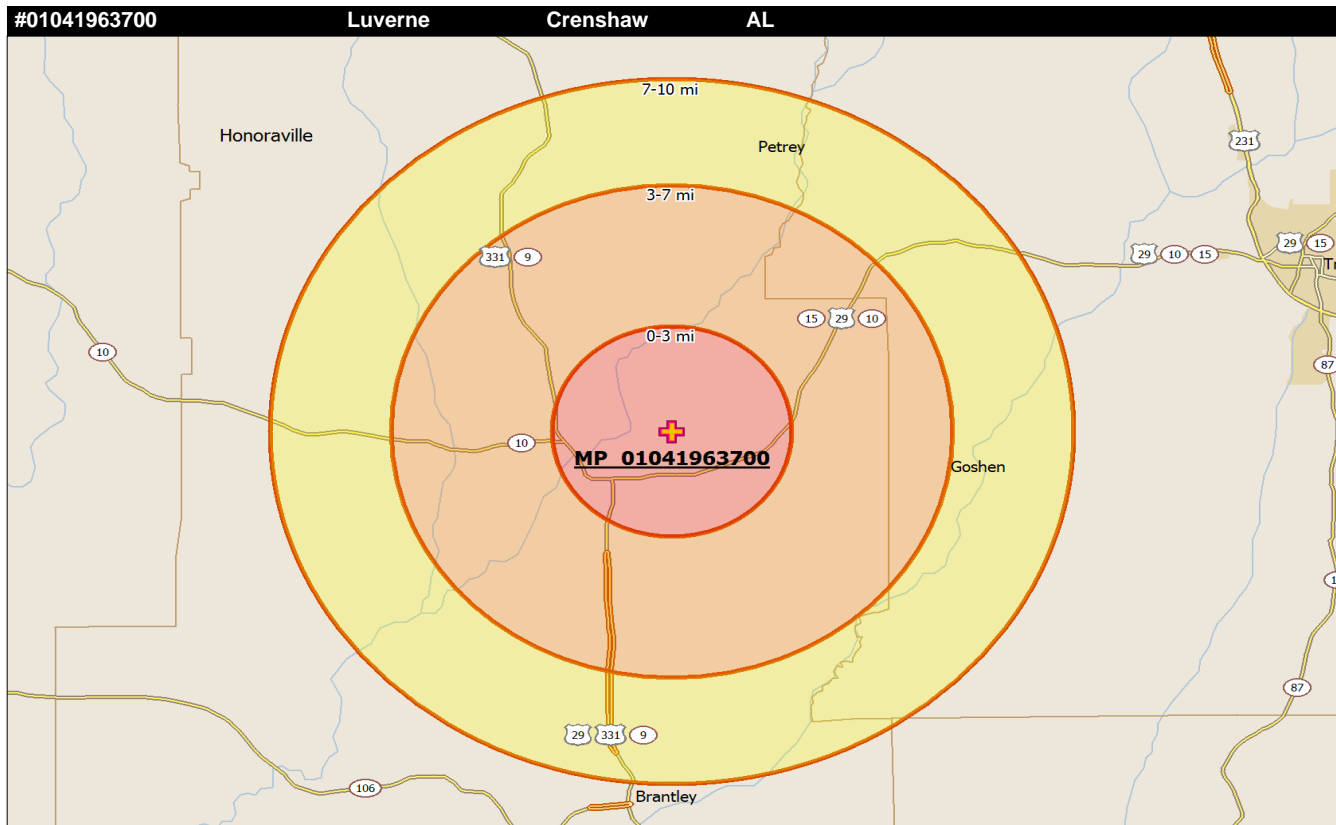 #01041963700 Luverne Crenshaw AL
7-10 mi
Honoraville
231
Petrey
3-7 mi
29 15
29 10 15
331 9
Tr
15 29 10
0-3 mi
10
87
10
MP 01041963700
Goshen
1
87
29 331 9
106
Brantley